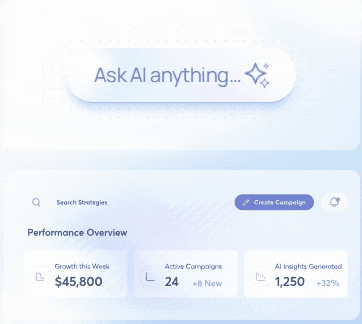 Ask AI anything...
Search Strategies
Create Campaign
Performance Overview
Growth this Week
$45,800
Active Campaigns
24 +8 New
AI Insights Generated
1,250 +32%